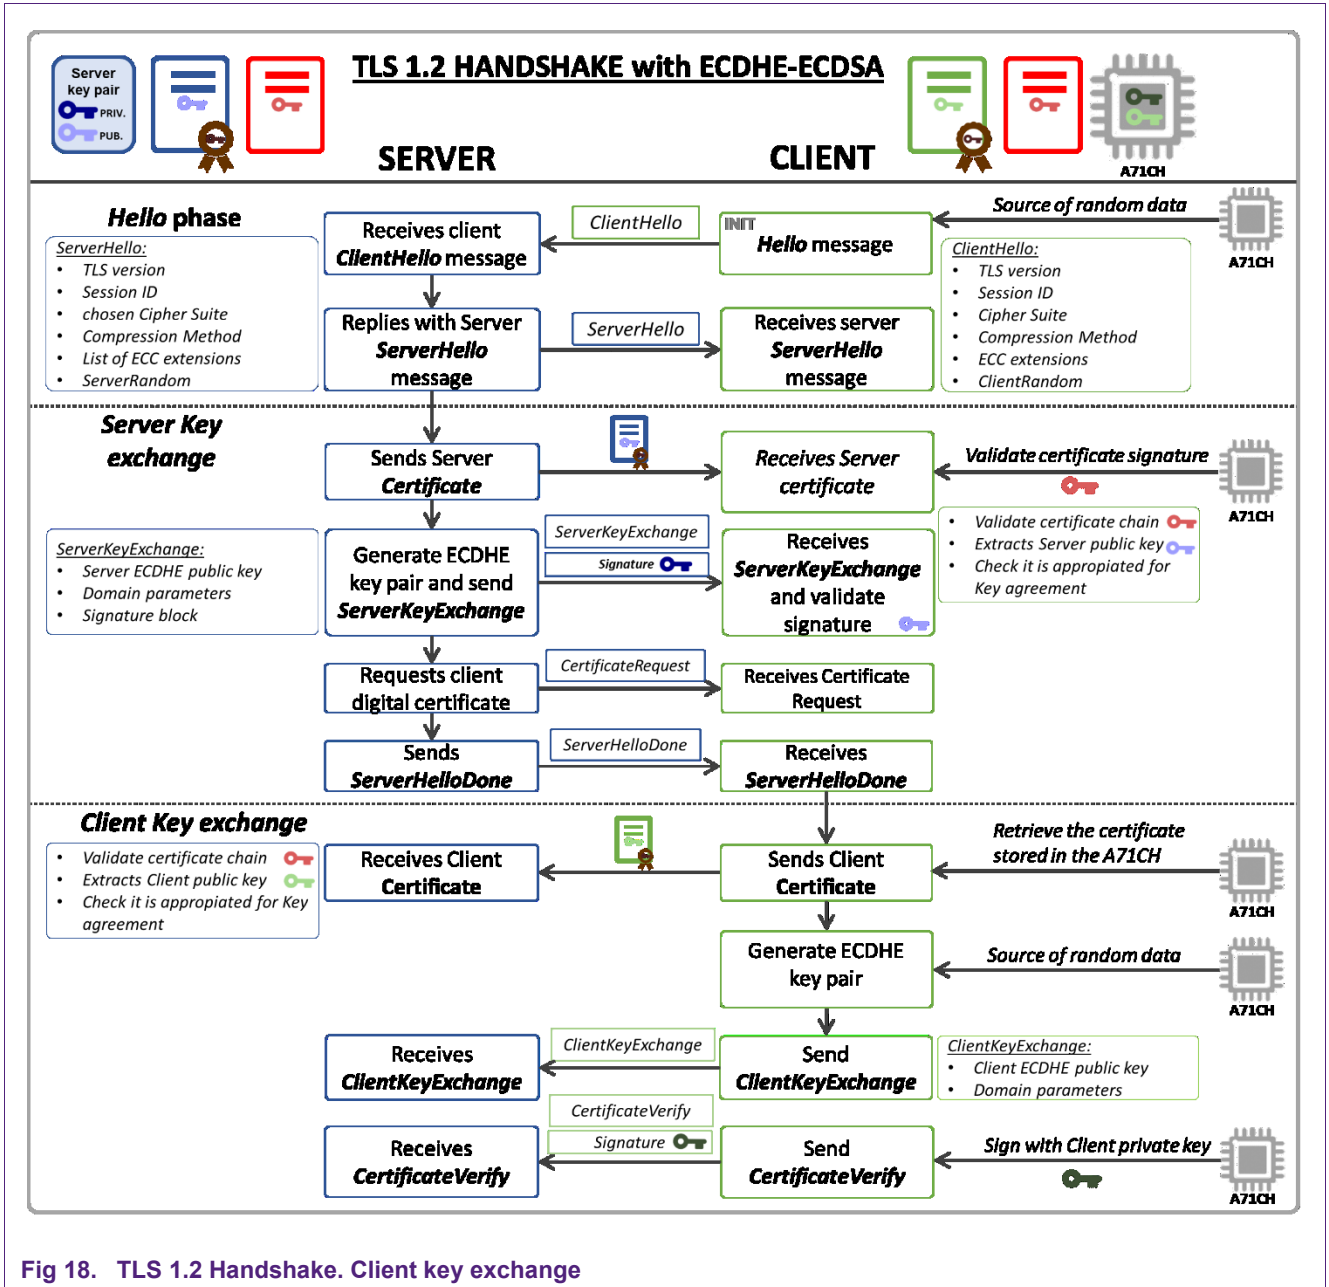 TLS 1.2 HANDSHAKE with ECDHE-ECDSA
Server
key pair
PRIV.
PUB.
SERVER
CLIENT
A71CH
Hello phase
ServerHello:
• TLS version
• Session ID
• chosen Cipher Suite
• Compression Method
• List of ECC extensions
• ServerRandom
Receives client
ClientHello message
ClientHello
INIT
Hello message
Source of random data
A71CH
ClientHello:
• TLS version
• Session ID
• Cipher Suite
• Compression Method
• ECC extensions
• ClientRandom
Replies with Server
ServerHello
message
ServerHello
Receives server
ServerHello
message
Server Key
exchange
Sends Server
Certificate
Receives Server
certificate
Validate certificate signature
A71CH
• Validate certificate chain
• Extracts Server public key
• Check it is appropiated for
Key agreement
ServerKeyExchange:
• Server ECDHE public key
• Domain parameters
• Signature block
Generate ECDHE
key pair and send
ServerKeyExchange
ServerKeyExchange
Signature
Receives
ServerKeyExchange
and validate
signature
Requests client
digital certificate
CertificateRequest
Receives Certificate
Request
Sends
ServerHelloDone
ServerHelloDone
Receives
ServerHelloDone
Client Key exchange
• Validate certificate chain
• Extracts Client public key
• Check it is appropiated for Key
agreement
Receives Client
Certificate
Sends Client
Certificate
Retrieve the certificate
stored in the A71CH
A71CH
Generate ECDHE
key pair
Source of random data
A71CH
Receives
ClientKeyExchange
ClientKeyExchange
Send
ClientKeyExchange
ClientKeyExchange:
• Client ECDHE public key
• Domain parameters
CertificateVerify
Signature
Receives
CertificateVerify
Send
CertificateVerify
Sign with Client private key
A71CH
Fig 18. TLS 1.2 Handshake. Client key exchange